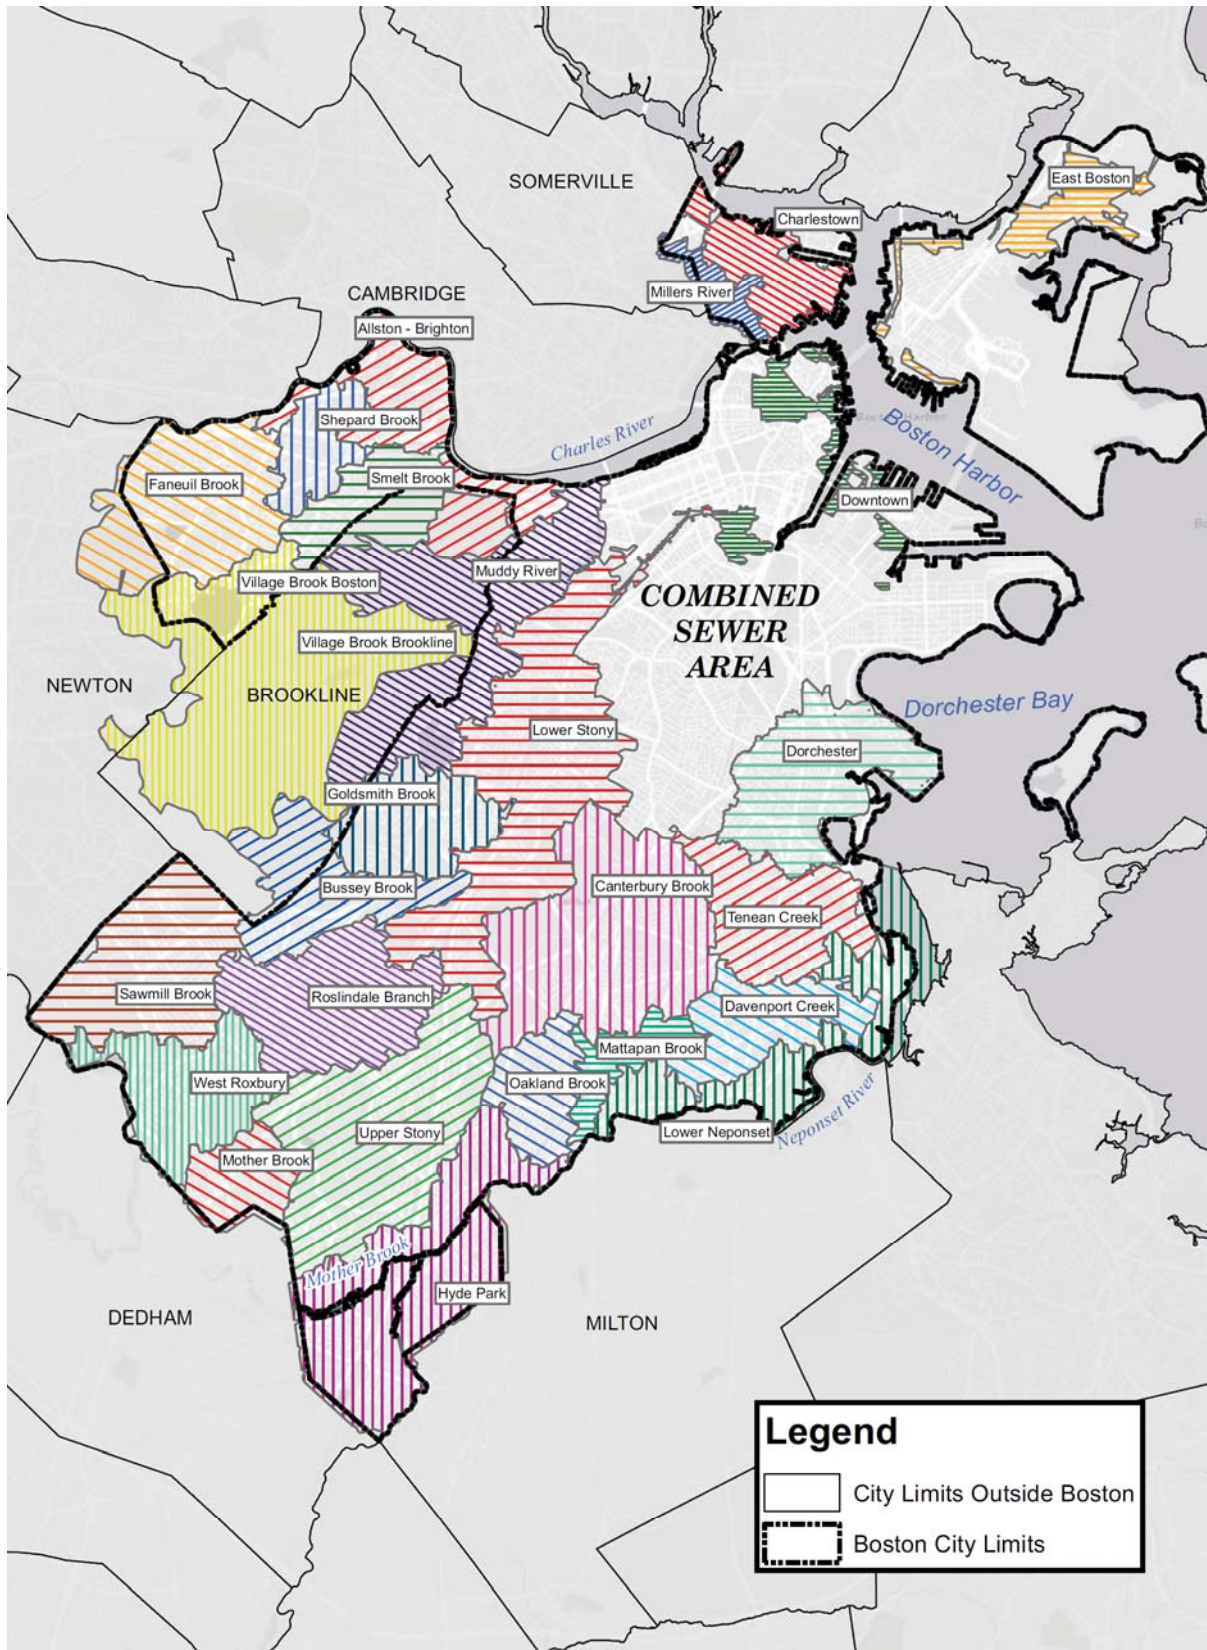 SOMERVILLE
East Boston
Charlestown
Millers River
CAMBRIDGE
Allston - Brighton
Shepard Brook
Charles River
Boston Harbor
Boston Harbor
Smelt Brook
Faneuil Brook
Downtown
Village Brook Boston
Muddy River
COMBINED
SEWER
AREA
Village Brook Brookline
NEWTON
BROOKLINE
Dorchester Bay
Lower Stony
Dorchester
Goldsmith Brook
Bussey Brook
Canterbury Brook
Tenean Creek
Sawmill Brook
Roslindale Branch
Davenport Creek
Mattapan Brook
West Roxbury
Oakland Brook
Upper Stony
Lower Neponset
Neponset River
Mother Brook
Mother Brook
Hyde Park
DEDHAM
MILTON
Legend
City Limits Outside Boston
Boston City Limits